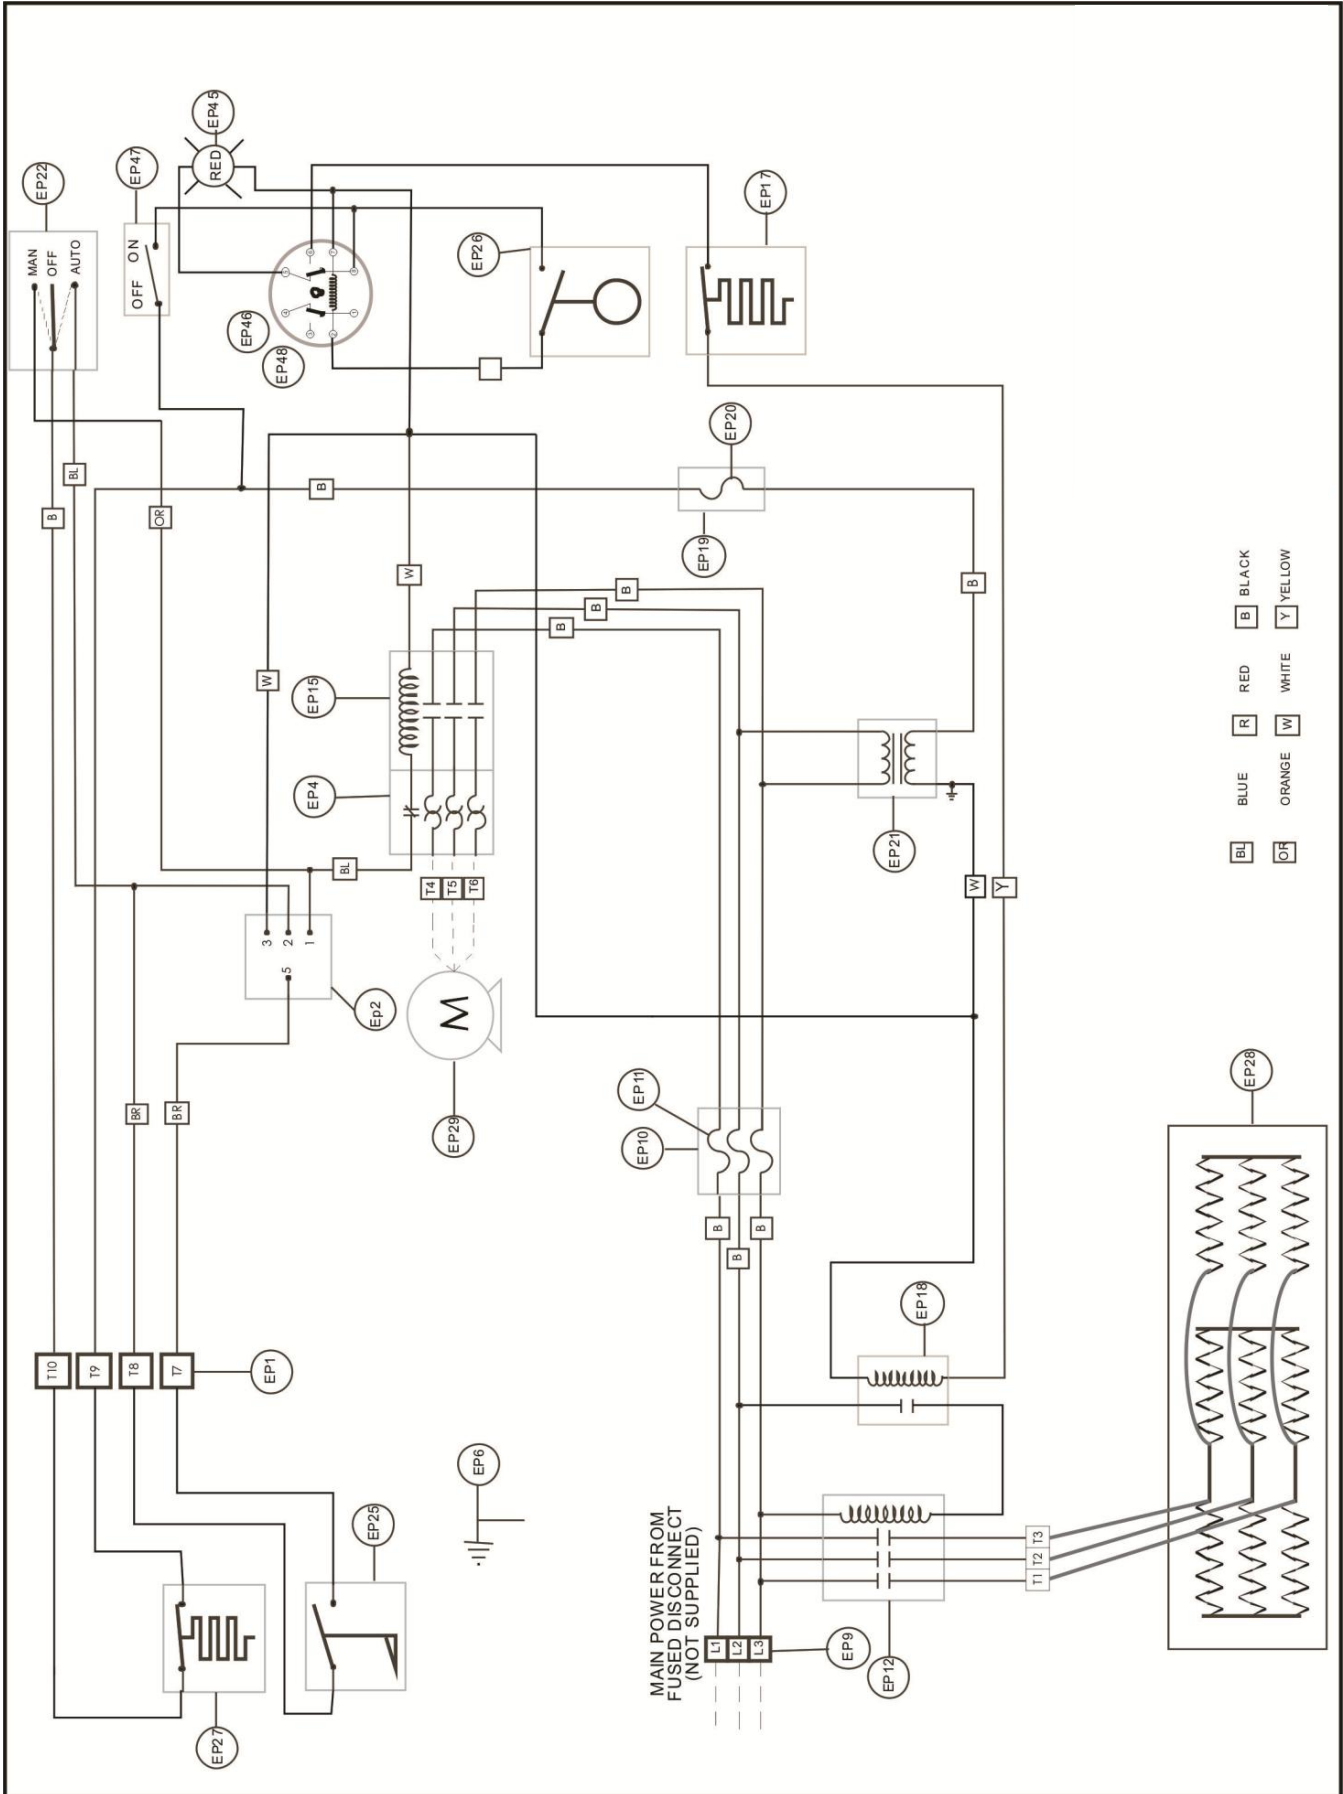 EP22
MAN
OFF
AUTO
EP47
OFF ON
EP45
RED
EP46
EP48
EP26
EP17
B
BL
OR
B
EP20
EP19
W
W
B
B
B
B
EP15
EP4
BL
T4
T5
T6
3
2
1
5
Ep2
M
EP29
EP21
W
Y
BR
BR
EP11
EP10
B
B
B
T10
T9
T8
T7
EP1
EP18
EP6
EP25
EP27
MAIN POWER FROM
FUSED DISCONNECT
(NOT SUPPLIED)
L1
L2
L3
EP9
EP12
T1 T2 T3
EP28
BL BLUE R RED B BLACK
OR ORANGE W WHITE Y YELLOW